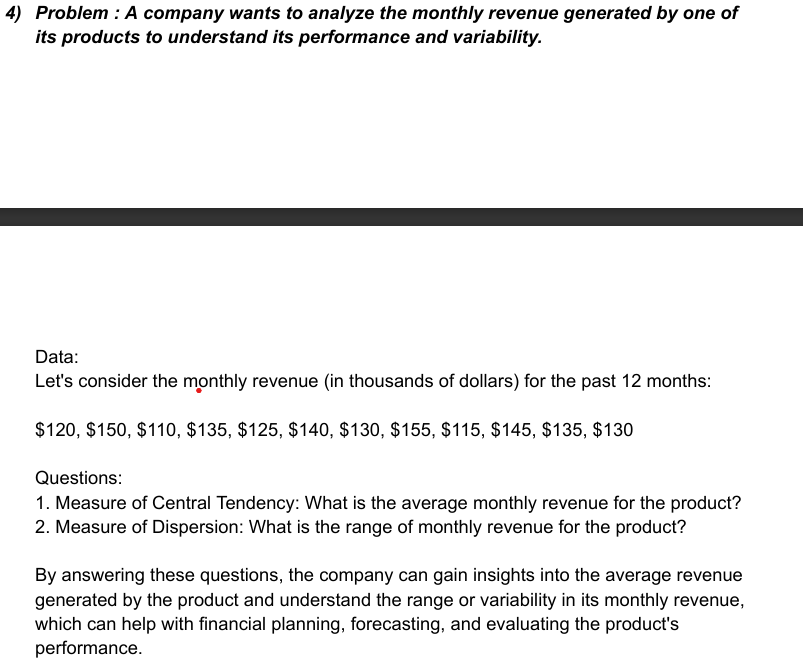 4) Problem : A company wants to analyze the monthly revenue generated by one of
its products to understand its performance and variability.
Data:
Let's consider the monthly revenue (in thousands of dollars) for the past 12 months:
$120, $150, $110, $135, $125, $140, $130, $155, $115, $145, $135, $130
Questions:
1. Measure of Central Tendency: What is the average monthly revenue for the product?
2. Measure of Dispersion: What is the range of monthly revenue for the product?
By answering these questions, the company can gain insights into the average revenue
generated by the product and understand the range or variability in its monthly revenue,
which can help with financial planning, forecasting, and evaluating the product's
performance.